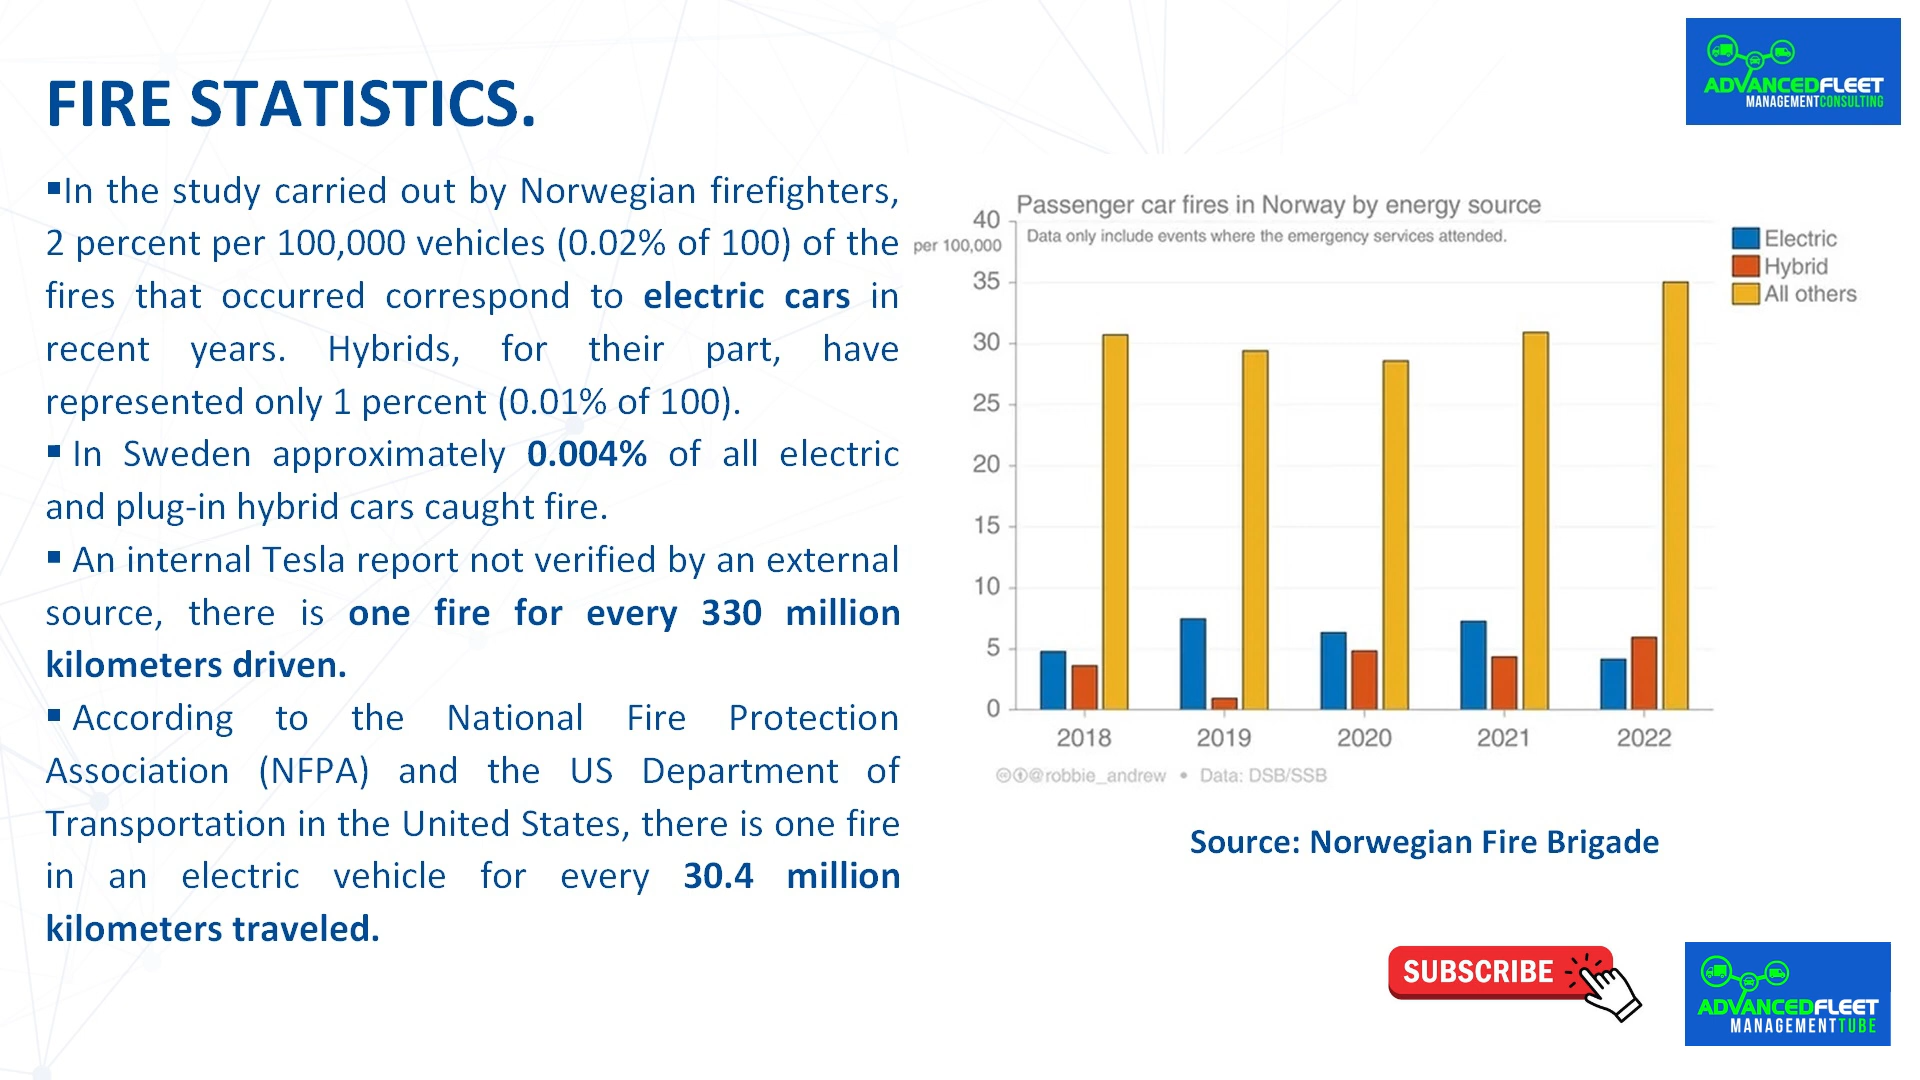 FIRE STATISTICS.
▪In the study carried out by Norwegian firefighters,
2 percent per 100,000 vehicles (0.02% of 100) of the
fires that occurred correspond to electric cars in
recent years. Hybrids, for their part, have
represented only 1 percent (0.01% of 100).
▪ In Sweden approximately 0.004% of all electric
and plug-in hybrid cars caught fire.
▪ An internal Tesla report not verified by an external
source, there is one fire for every 330 million
kilometers driven.
▪ According to the National Fire Protection
Association (NFPA) and the US Department of
Transportation in the United States, there is one fire
in an electric vehicle for every 30.4 million
kilometers traveled.
ADVANCEDFLEET
MANAGEMENTCONSULTING
Passenger car fires in Norway by energy source
Data only include events where the emergency services attended.
40
per 100,000
35
30
25
20
15
10
5
0
2018 2019 2020 2021 2022
Electric
Hybrid
All others
@robbie_andrew • Data: DSB/SSB
Source: Norwegian Fire Brigade
SUBSCRIBE
ADVANCEDFLEET
MANAGEMENTTUBE